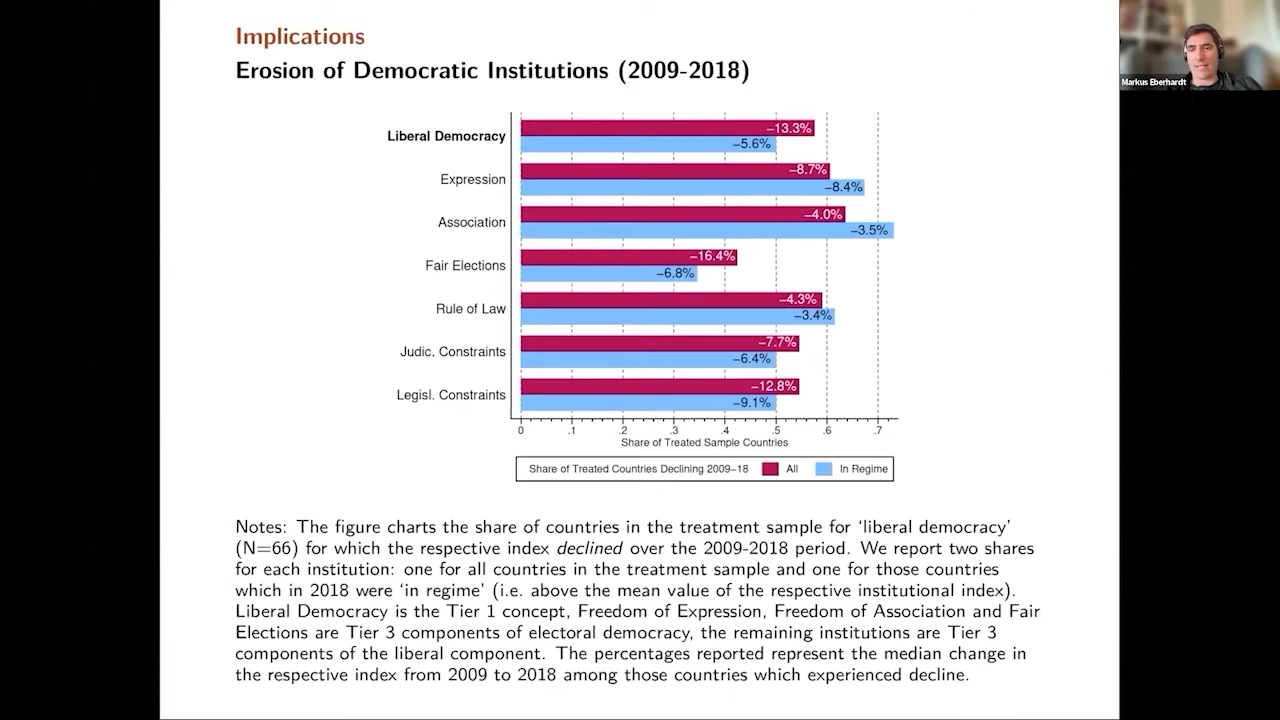 Implications
Erosion of Democratic Institutions (2009-2018)
Markus Eberhardt
Liberal Democracy
−13.3%
−5.6%
Expression
−8.7%
−8.4%
Association
−4.0%
−3.5%
Fair Elections
−16.4%
−6.8%
Rule of Law
−4.3%
−3.4%
Judic. Constraints
−7.7%
−6.4%
Legisl. Constraints
−12.8%
−9.1%
0 .1 .2 .3 .4 .5 .6 .7
Share of Treated Sample Countries
Share of Treated Countries Declining 2009–18 All In Regime
Notes: The figure charts the share of countries in the treatment sample for ‘liberal democracy’
(N=66) for which the respective index declined over the 2009-2018 period. We report two shares
for each institution: one for all countries in the treatment sample and one for those countries
which in 2018 were ‘in regime’ (i.e. above the mean value of the respective institutional index).
Liberal Democracy is the Tier 1 concept, Freedom of Expression, Freedom of Association and Fair
Elections are Tier 3 components of electoral democracy, the remaining institutions are Tier 3
components of the liberal component. The percentages reported represent the median change in
the respective index from 2009 to 2018 among those countries which experienced decline.